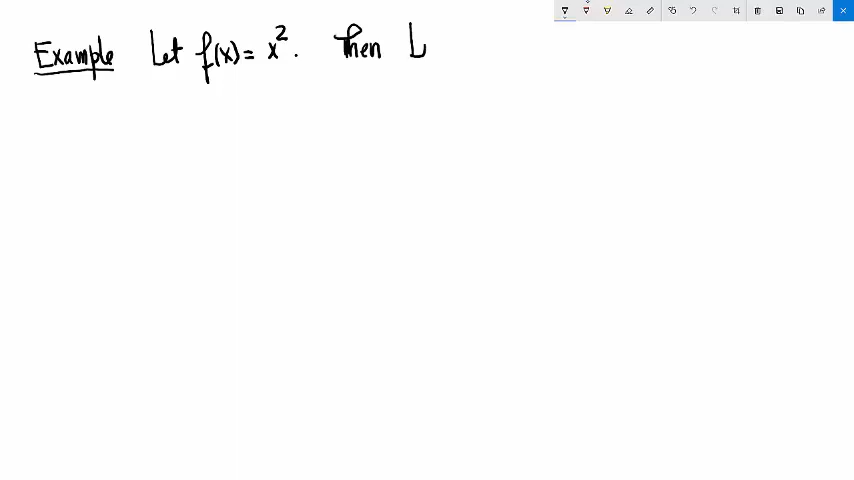 Example Let f(x) = x². Then L